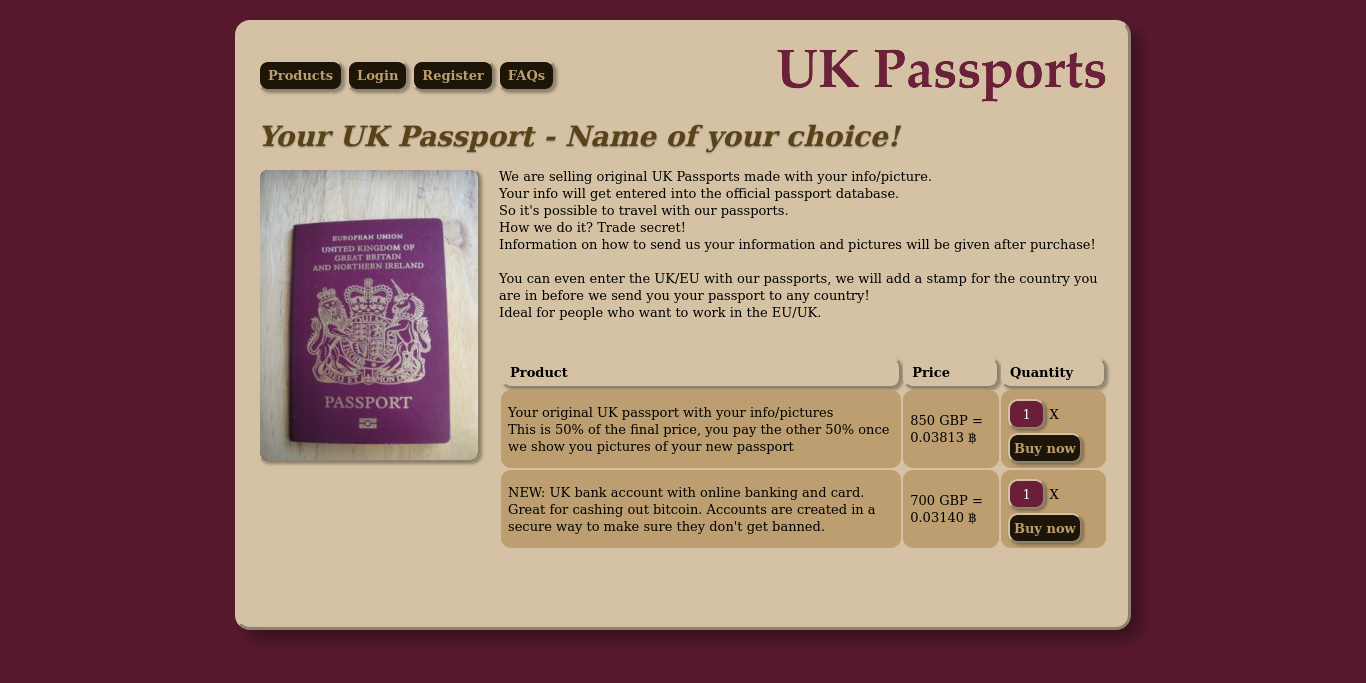 Products Login Register FAQs
UK Passports
Your UK Passport - Name of your choice!
EUROPEAN UNION
UNITED KINGDOM OF
GREAT BRITAIN
AND NORTHERN IRELAND
PASSPORT
We are selling original UK Passports made with your info/picture.
Your info will get entered into the official passport database.
So it's possible to travel with our passports.
How we do it? Trade secret!
Information on how to send us your information and pictures will be given after purchase!
You can even enter the UK/EU with our passports, we will add a stamp for the country you
are in before we send you your passport to any country!
Ideal for people who want to work in the EU/UK.
Product Price Quantity
Your original UK passport with your info/pictures
This is 50% of the final price, you pay the other 50% once
we show you pictures of your new passport
850 GBP =
0.03813 ฿
1 X
Buy now
NEW: UK bank account with online banking and card.
Great for cashing out bitcoin. Accounts are created in a
secure way to make sure they don't get banned.
700 GBP =
0.03140 ฿
1 X
Buy now